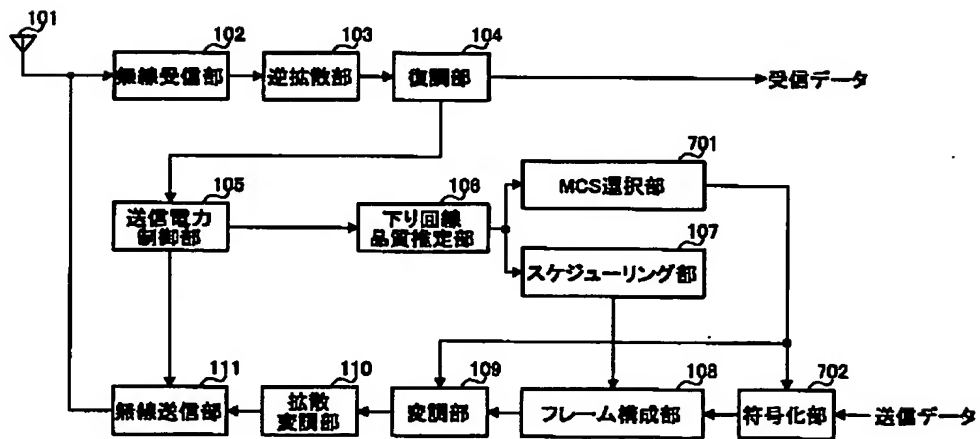 101
102
103
104
無線受信部
逆拡散部
復調部
受信データ
701
MCS選択部
105
106
送信電力
制御部
下り回線
品質推定部
107
スケジューリング部
111
110
109
108
702
無線送信部
拡散
変調部
変調部
フレーム構成部
符号化部
送信データ